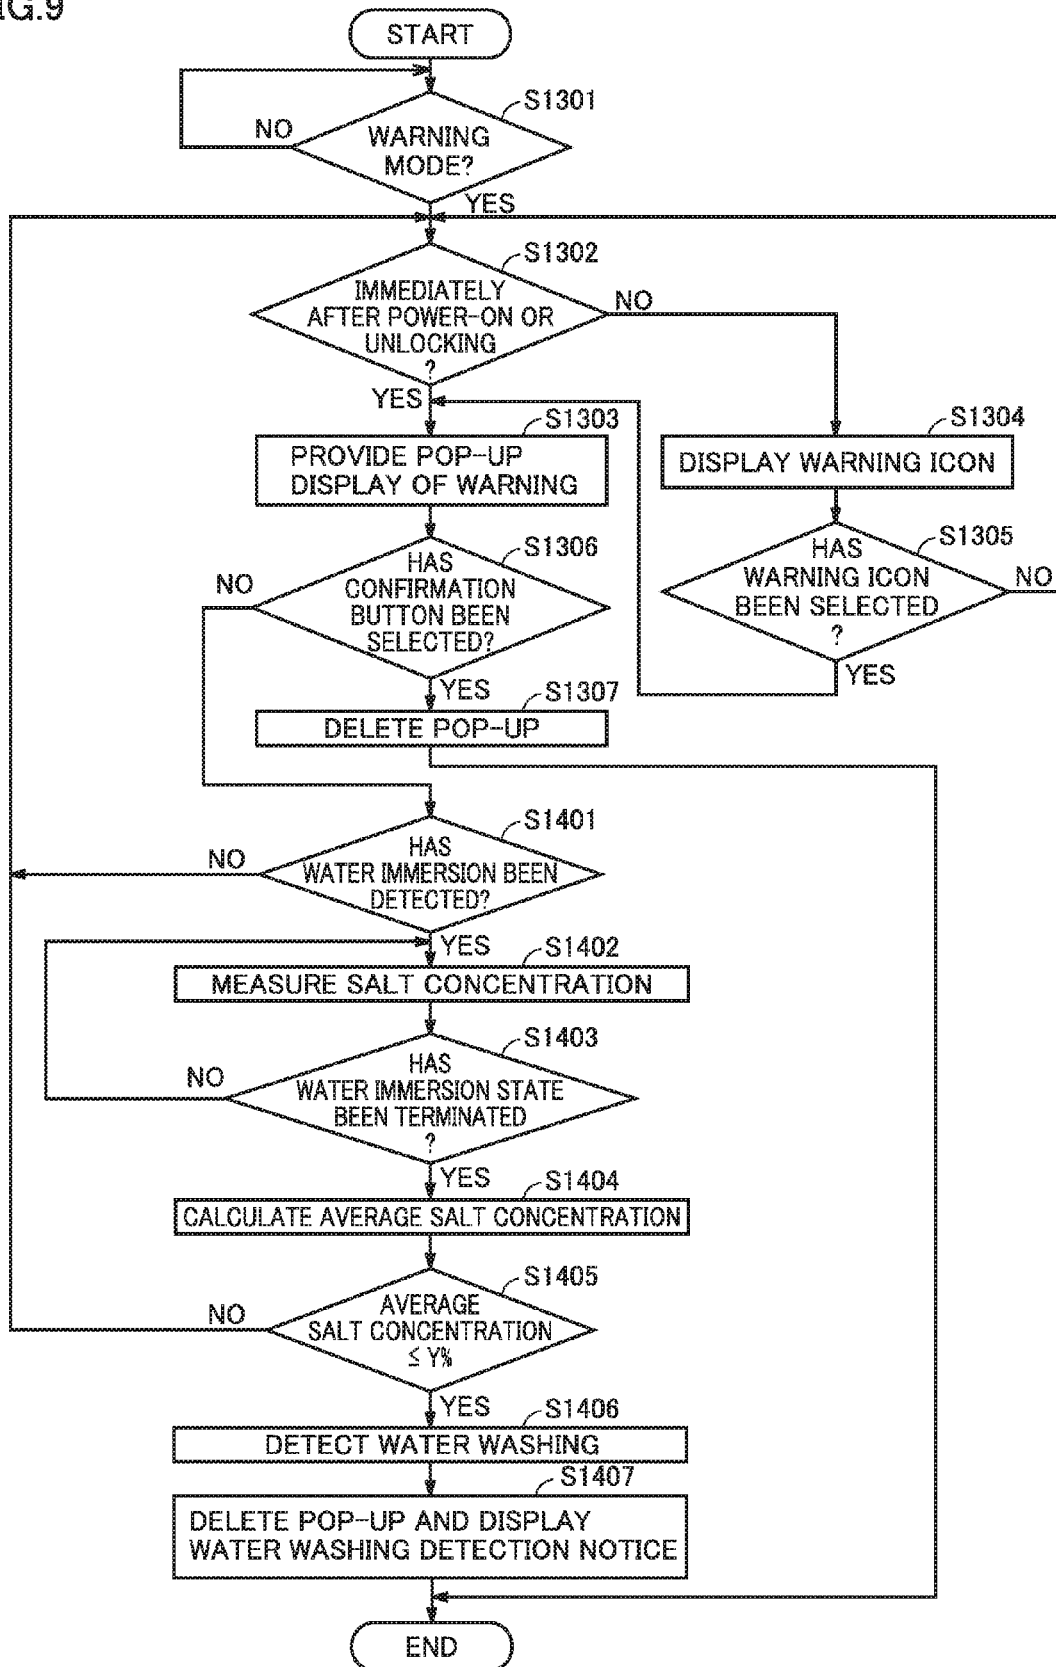 IG.9
START
S1301
NO
WARNING
MODE?
YES
S1302
IMMEDIATELY
AFTER POWER-ON OR
UNLOCKING
?
NO
YES
S1303
PROVIDE POP-UP
DISPLAY OF WARNING
S1304
DISPLAY WARNING ICON
S1305
HAS
WARNING ICON
BEEN SELECTED
?
NO
YES
S1306
NO
HAS
CONFIRMATION
BUTTON BEEN
SELECTED?
YES
S1307
DELETE POP-UP
S1401
NO
HAS
WATER IMMERSION BEEN
DETECTED?
YES
S1402
MEASURE SALT CONCENTRATION
S1403
NO
HAS
WATER IMMERSION STATE
BEEN TERMINATED
?
YES
S1404
CALCULATE AVERAGE SALT CONCENTRATION
S1405
NO
AVERAGE
SALT CONCENTRATION
≤ Y%
YES
S1406
DETECT WATER WASHING
S1407
DELETE POP-UP AND DISPLAY
WATER WASHING DETECTION NOTICE
END